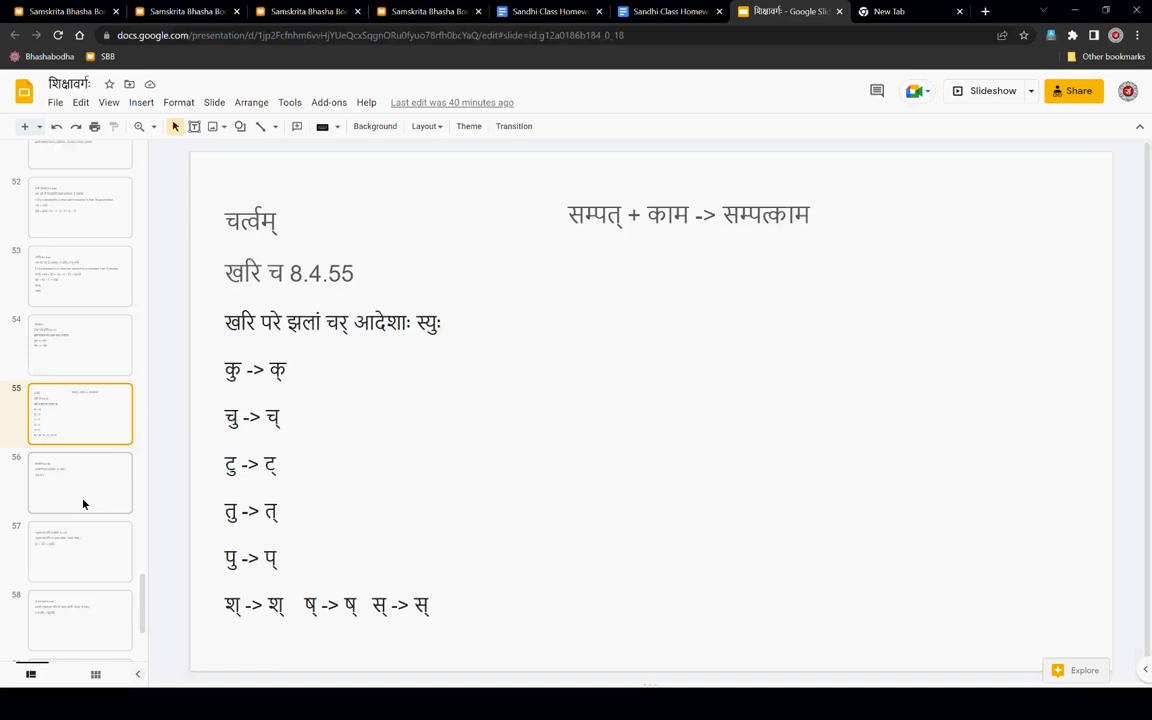 Samskrita Bhasha Bo
Samskrita Bhasha Boo
Samskrita Bhasha Boo
Samskrita Bhasha Boo
Sandhi Class Homew
Sandhi Class Homew
शिक्षावर्गः - Google Slid
New Tab
docs.google.com/presentation/d/1jp2Fcfnhm6vvHjYUeQcxSqgnORu0fyuo78rfh0bcYaQ/edit#slide=id.g12a0186b184_0_18
Bhashabodha
SBB
Other bookmarks
शिक्षावर्गः
File Edit View Insert Format Slide Arrange Tools Add-ons Help Last edit was 40 minutes ago
Slideshow
Share
Background Layout Theme Transition
52
53
54
55
56
57
58
चर्त्वम्
सम्पत् + काम -> सम्पत्काम
खरि च 8.4.55
खरि परे झलां चर् आदेशाः स्युः
कु -> क्
चु -> च्
टु -> ट्
तु -> त्
पु -> प्
श् -> श् ष् -> ष् स् -> स्
Explore